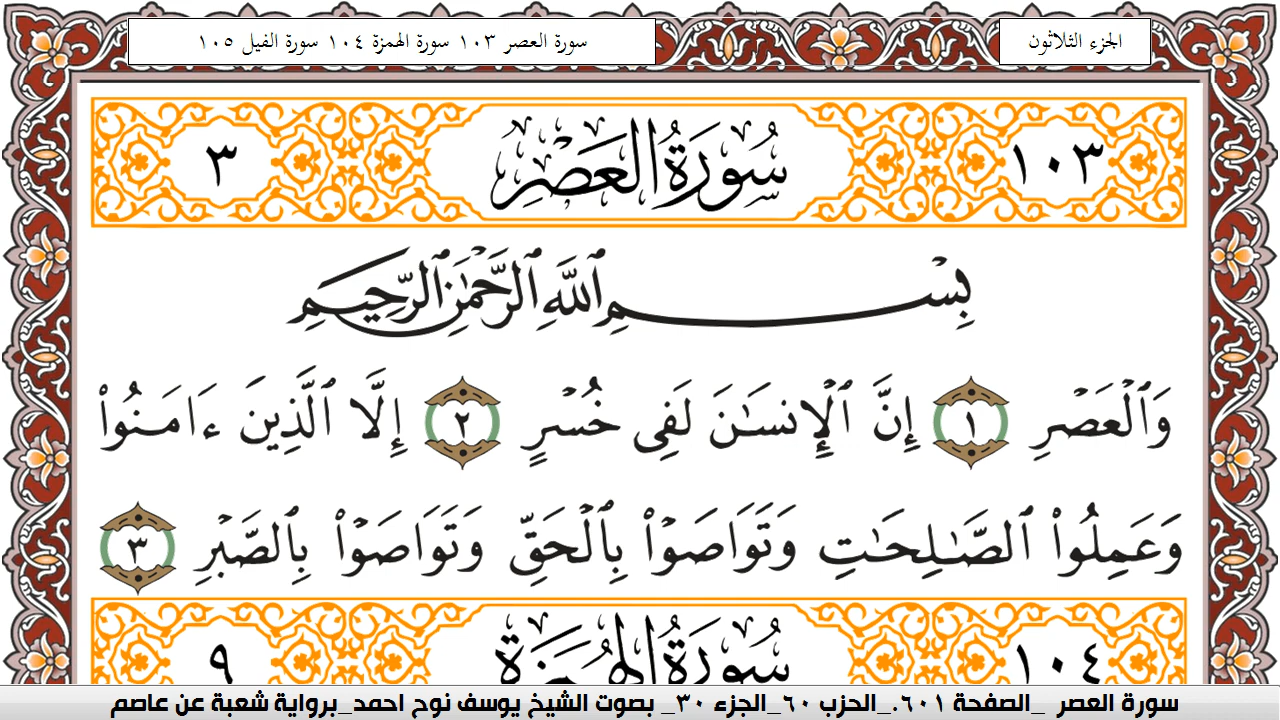 الجزء الثلاثون
سورة العصر ١٠٣ سورة الهمزة ١٠٤ سورة الفيل ١٠٥
١٠٣ سُورَةُ العَصْرِ ٣
بِسْمِ ٱللَّهِ ٱلرَّحْمَٰنِ ٱلرَّحِيمِ
وَٱلْعَصْرِ ١ إِنَّ ٱلْإِنسَٰنَ لَفِى خُسْرٍ ٢ إِلَّا ٱلَّذِينَ ءَامَنُوا۟
وَعَمِلُوا۟ ٱلصَّٰلِحَٰتِ وَتَوَاصَوْا۟ بِٱلْحَقِّ وَتَوَاصَوْا۟ بِٱلصَّبْرِ ٣
١٠٤ سُورَةُ الهُمَزَةِ ٩
سورة العصر _الصفحة ٦٠١._الحزب ٦٠_الجزء ٣٠_ بصوت الشيخ يوسف نوح احمد_برواية شعبة عن عاصم